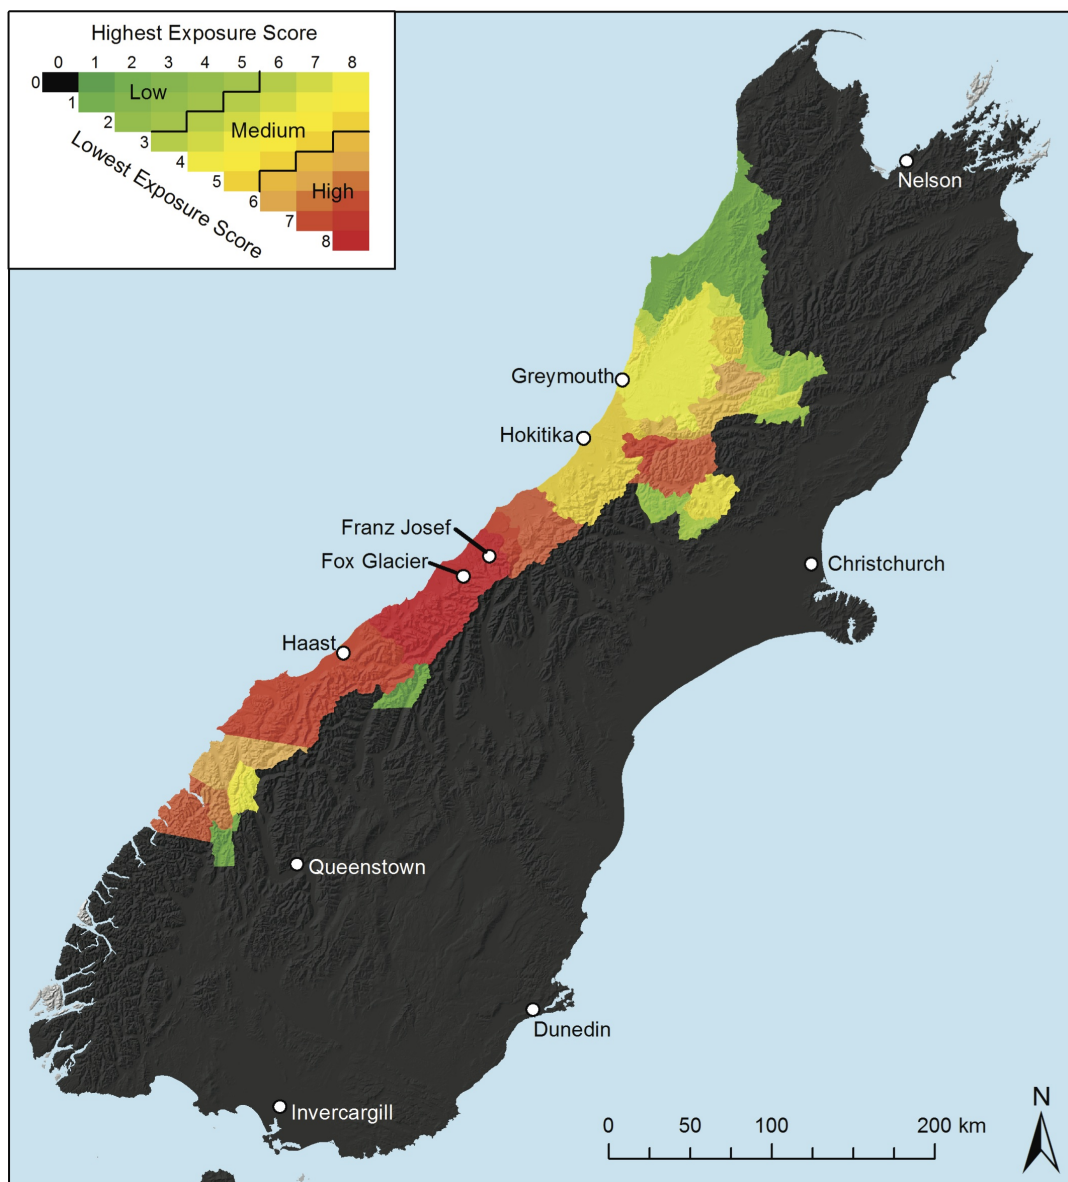 Highest Exposure Score
0 1 2 3 4 5 6 7 8
0
1 Low
2 Medium
3
4
5 High
6
7
8
Lowest Exposure Score
Nelson
Greymouth
Hokitika
Franz Josef
Fox Glacier
Christchurch
Haast
Queenstown
Dunedin
Invercargill
N
0 50 100 200 km